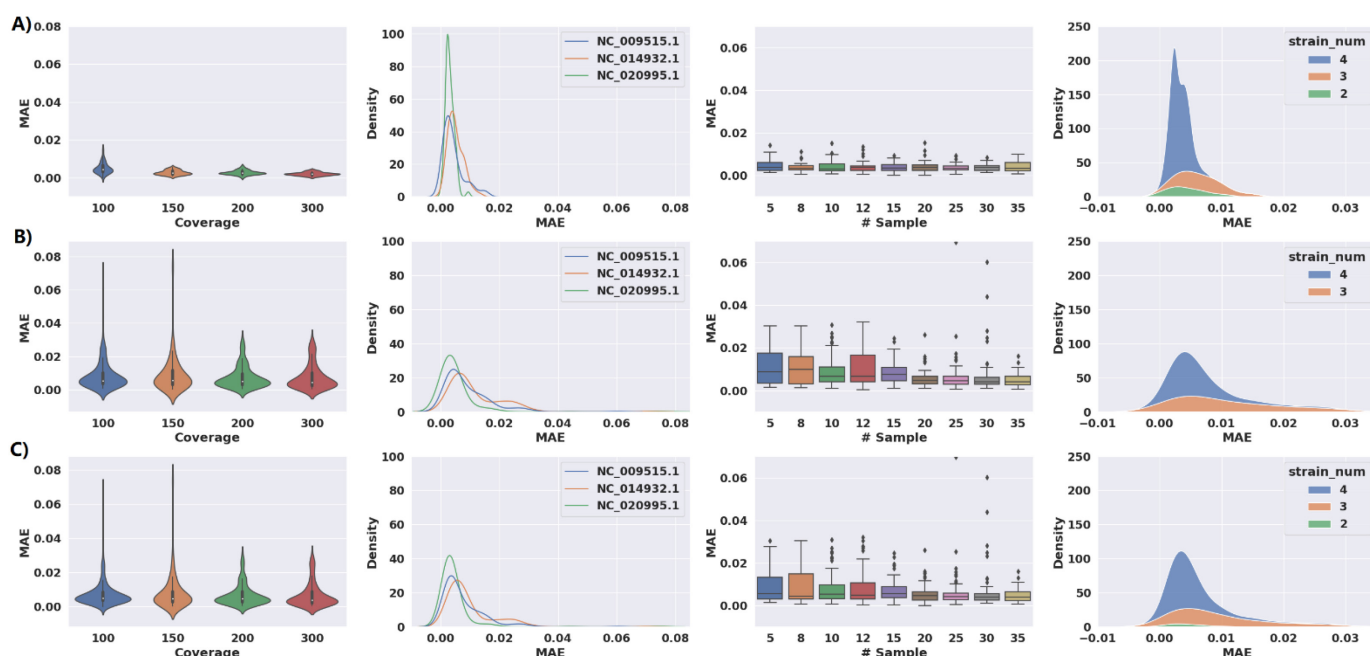 A)
MAE
0.08
0.06
0.04
0.02
0.00
100 150 200 300
Coverage
Density
100
80
60
40
20
0
NC_009515.1
NC_014932.1
NC_020995.1
0.00 0.02 0.04 0.06 0.08
MAE
MAE
0.06
0.04
0.02
0.00
5 8 10 12 15 20 25 30 35
# Sample
Density
250
200
150
100
50
0
strain_num
4
3
2
−0.01 0.00 0.01 0.02 0.03
MAE
B)
MAE
0.08
0.06
0.04
0.02
0.00
100 150 200 300
Coverage
Density
100
80
60
40
20
0
NC_009515.1
NC_014932.1
NC_020995.1
0.00 0.02 0.04 0.06 0.08
MAE
MAE
0.06
0.04
0.02
0.00
5 8 10 12 15 20 25 30 35
# Sample
Density
250
200
150
100
50
0
strain_num
4
3
−0.01 0.00 0.01 0.02 0.03
MAE
C)
MAE
0.08
0.06
0.04
0.02
0.00
100 150 200 300
Coverage
Density
100
80
60
40
20
0
NC_009515.1
NC_014932.1
NC_020995.1
0.00 0.02 0.04 0.06 0.08
MAE
MAE
0.06
0.04
0.02
0.00
5 8 10 12 15 20 25 30 35
# Sample
Density
250
200
150
100
50
0
strain_num
4
3
2
−0.01 0.00 0.01 0.02 0.03
MAE